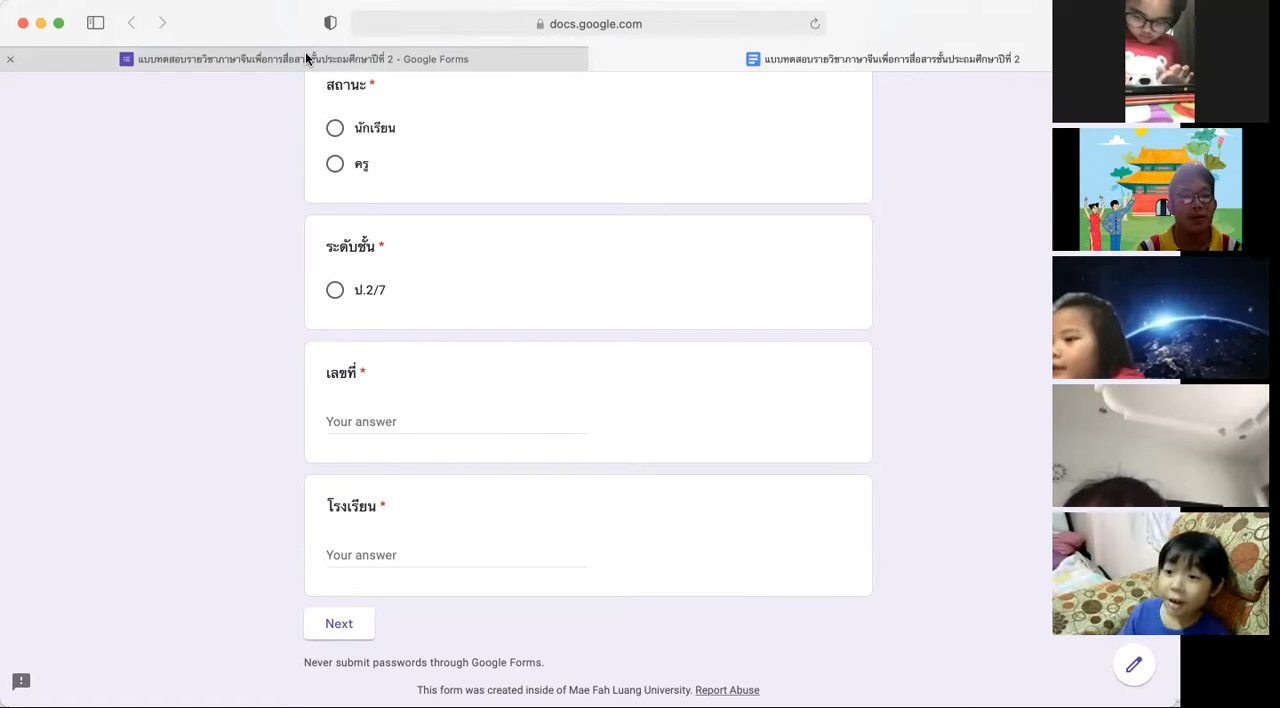 docs.google.com
แบบทดสอบรายวิชาภาษาจีนเพื่อการสื่อสารชั้นประถมศึกษาปีที่ 2 - Google Forms
แบบทดสอบรายวิชาภาษาจีนเพื่อการสื่อสารชั้นประถมศึกษาปีที่ 2
สถานะ *
นักเรียน
ครู
ระดับชั้น *
ป.2/7
เลขที่ *
Your answer
โรงเรียน *
Your answer
Next
Never submit passwords through Google Forms.
This form was created inside of Mae Fah Luang University. Report Abuse